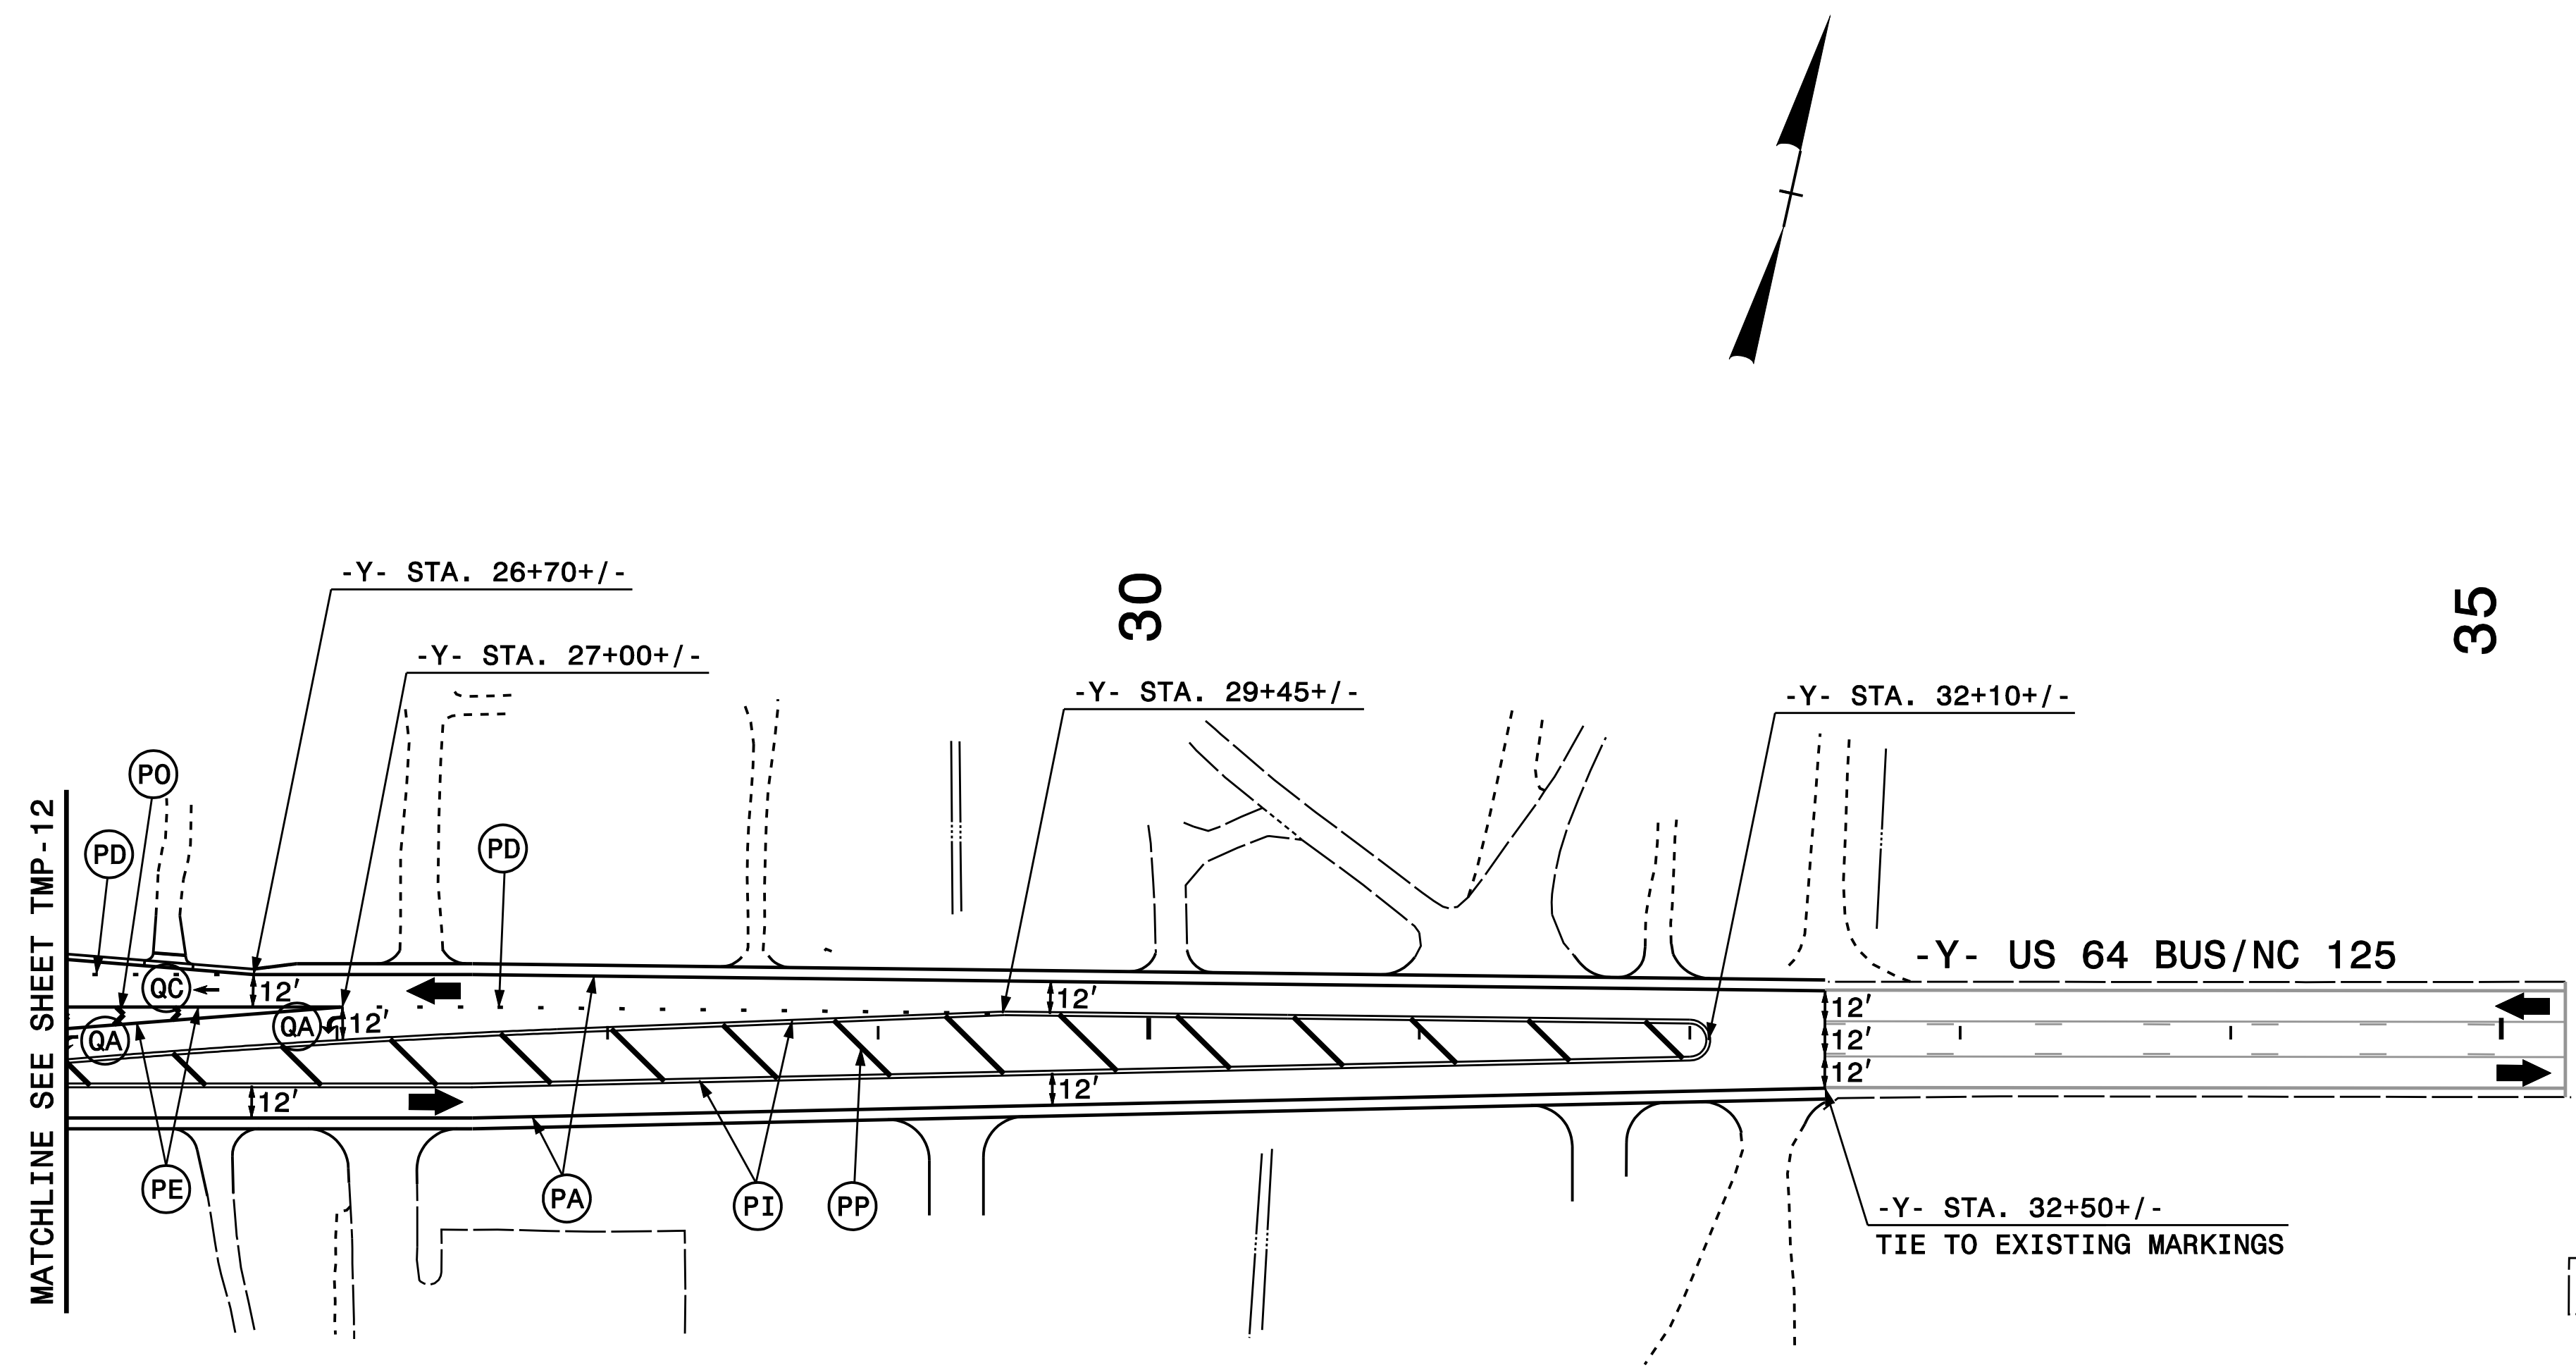 -Y- STA. 26+70+/-
-Y- STA. 27+00+/-
30
-Y- STA. 29+45+/-
-Y- STA. 32+10+/-
35
MATCHLINE SEE SHEET TMP-12
PO
PD
PD
-Y- US 64 BUS/NC 125
QC
12'
QA
12'
QA
12'
12'
12'
12'
12'
12'
12'
PE
PA
PI
PP
-Y- STA. 32+50+/-
TIE TO EXISTING MARKINGS